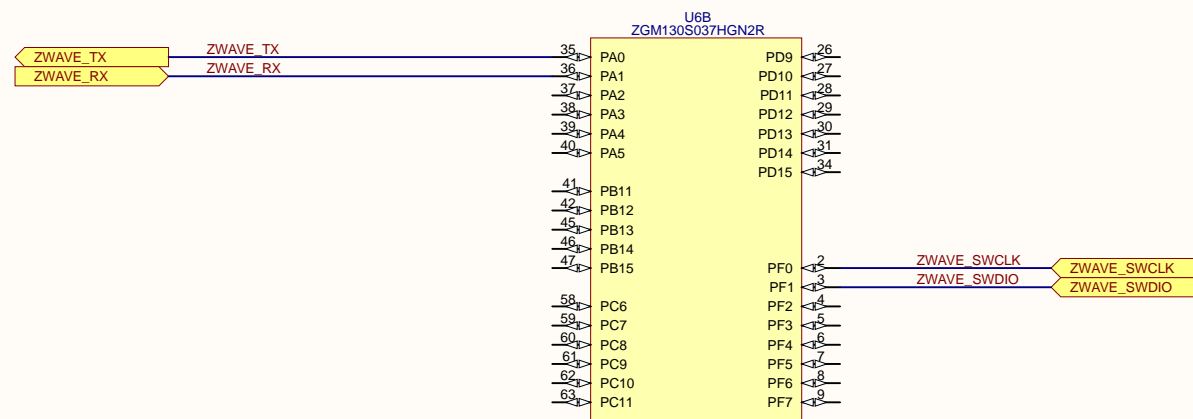 U6B
ZGM130S037HGN2R
ZWAVE_TX ZWAVE_TX 35 PA0 PD9 26
ZWAVE_RX ZWAVE_RX 36 PA1 PD10 27
37 PA2 PD11 28
38 PA3 PD12 29
39 PA4 PD13 30
40 PA5 PD14 31
PD15 34
41 PB11
42 PB12
45 PB13
46 PB14
47 PB15 PF0 2 ZWAVE_SWCLK ZWAVE_SWCLK
PF1 3 ZWAVE_SWDIO ZWAVE_SWDIO
58 PC6 PF2 4
59 PC7 PF3 5
60 PC8 PF4 6
61 PC9 PF5 7
62 PC10 PF6 8
63 PC11 PF7 9